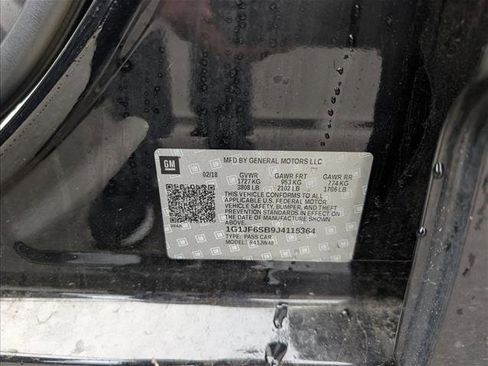 GM
MFD BY GENERAL MOTORS LLC
02/18 GVWR GAWR FRT GAWR RR
1727 KG 953 KG 774 KG
3808 LB 2102 LB 1706 LB
THIS VEHICLE CONFORMS TO ALL
APPLICABLE U.S. FEDERAL MOTOR
VEHICLE SAFETY, BUMPER, AND THEFT
PREVENTION STANDARDS IN EFFECT
ON THE DATE OF MANUFACTURE
SHOWN ABOVE.
1G1JF6SB9J4115364
TYPE: PASS CAR
MODEL: